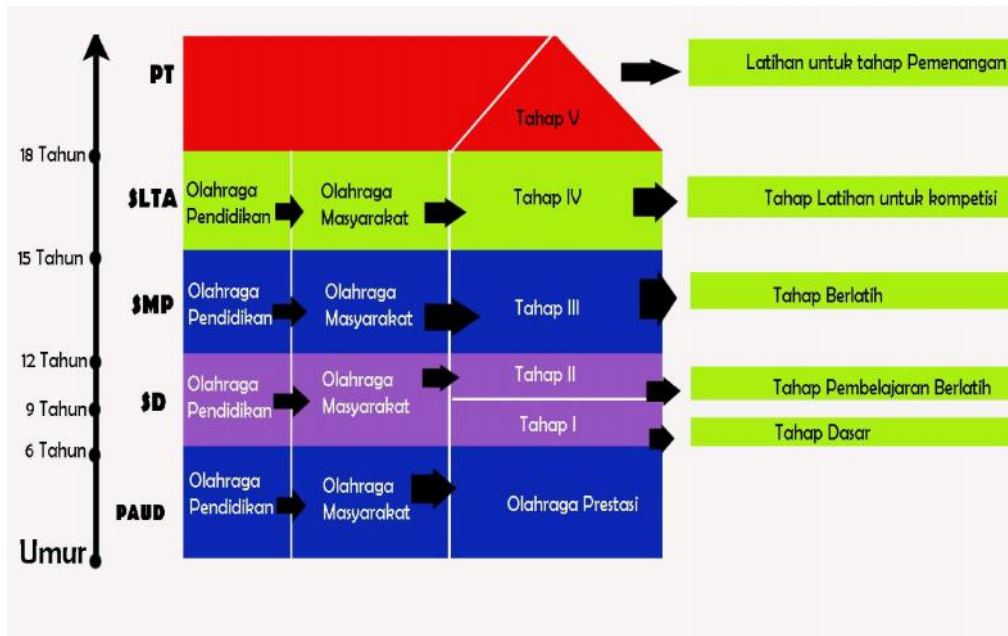 PT
Tahap V
Latihan untuk tahap Pemenangan
18 Tahun
SLTA
Olahraga
Pendidikan
Olahraga
Masyarakat
Tahap IV
Tahap Latihan untuk kompetisi
15 Tahun
SMP
Olahraga
Pendidikan
Olahraga
Masyarakat
Tahap III
Tahap Berlatih
12 Tahun
SD
Olahraga
Pendidikan
Olahraga
Masyarakat
Tahap II
Tahap Pembelajaran Berlatih
9 Tahun
Tahap I
Tahap Dasar
6 Tahun
PAUD
Olahraga
Pendidikan
Olahraga
Masyarakat
Olahraga Prestasi
Umur